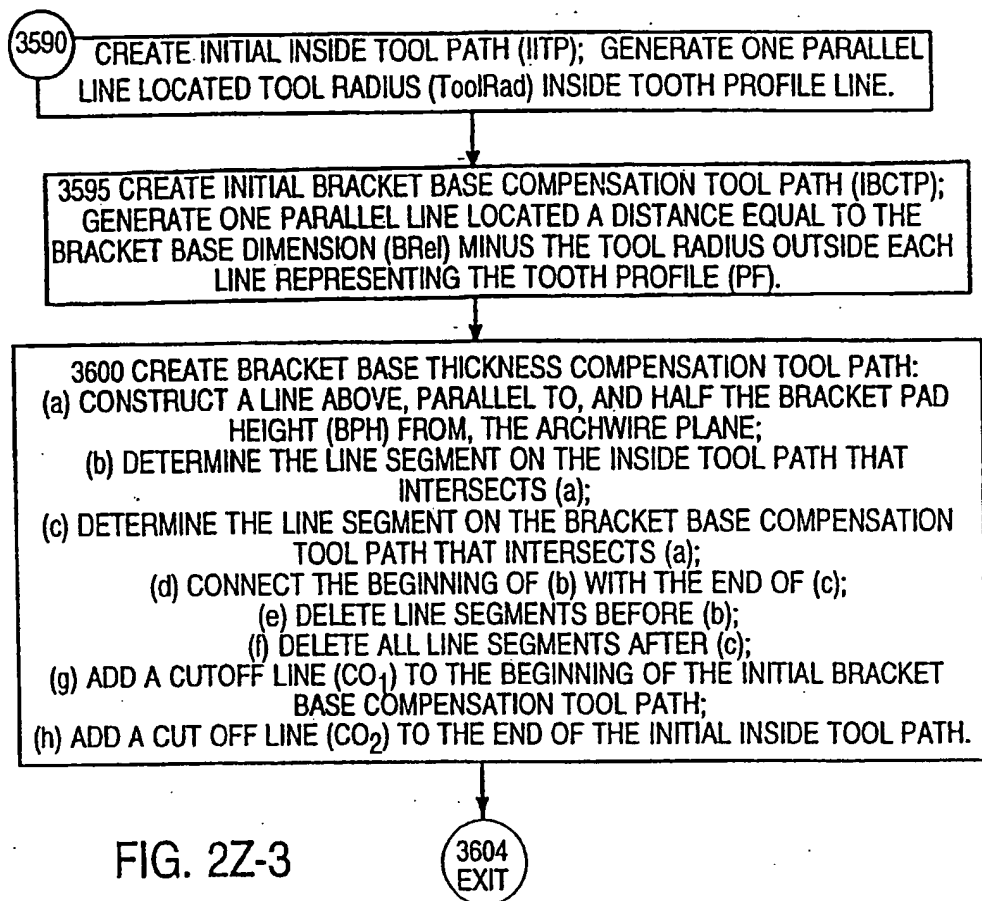 3590 CREATE INITIAL INSIDE TOOL PATH (IITP); GENERATE ONE PARALLEL
LINE LOCATED TOOL RADIUS (ToolRad) INSIDE TOOTH PROFILE LINE.
3595 CREATE INITIAL BRACKET BASE COMPENSATION TOOL PATH (IBCTP);
GENERATE ONE PARALLEL LINE LOCATED A DISTANCE EQUAL TO THE
BRACKET BASE DIMENSION (BRel) MINUS THE TOOL RADIUS OUTSIDE EACH
LINE REPRESENTING THE TOOTH PROFILE (PF).
3600 CREATE BRACKET BASE THICKNESS COMPENSATION TOOL PATH:
(a) CONSTRUCT A LINE ABOVE, PARALLEL TO, AND HALF THE BRACKET PAD
HEIGHT (BPH) FROM, THE ARCHWIRE PLANE;
(b) DETERMINE THE LINE SEGMENT ON THE INSIDE TOOL PATH THAT
INTERSECTS (a);
(c) DETERMINE THE LINE SEGMENT ON THE BRACKET BASE COMPENSATION
TOOL PATH THAT INTERSECTS (a);
(d) CONNECT THE BEGINNING OF (b) WITH THE END OF (c);
(e) DELETE LINE SEGMENTS BEFORE (b);
(f) DELETE ALL LINE SEGMENTS AFTER (c);
(g) ADD A CUTOFF LINE (CO1) TO THE BEGINNING OF THE INITIAL BRACKET
BASE COMPENSATION TOOL PATH;
(h) ADD A CUT OFF LINE (CO2) TO THE END OF THE INITIAL INSIDE TOOL PATH.
FIG. 2Z-3
3604
EXIT